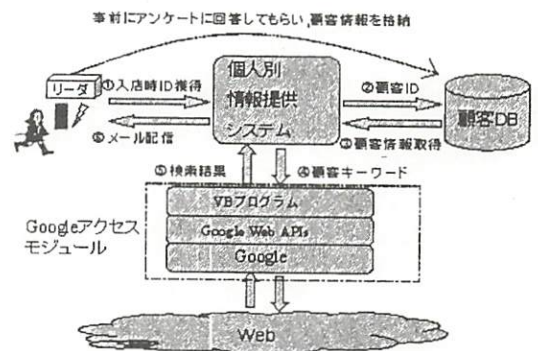 事前にアンケートに回答してもらい、顧客情報を格納
リーダ
①入店時ID獲得
個人別
情報提供
システム
②顧客ID
顧客DB
⑥メール配信
③顧客情報取得
⑤検索結果
④顧客キーワード
Googleアクセス
モジュール
VBプログラム
Google Web APIs
Google
Web